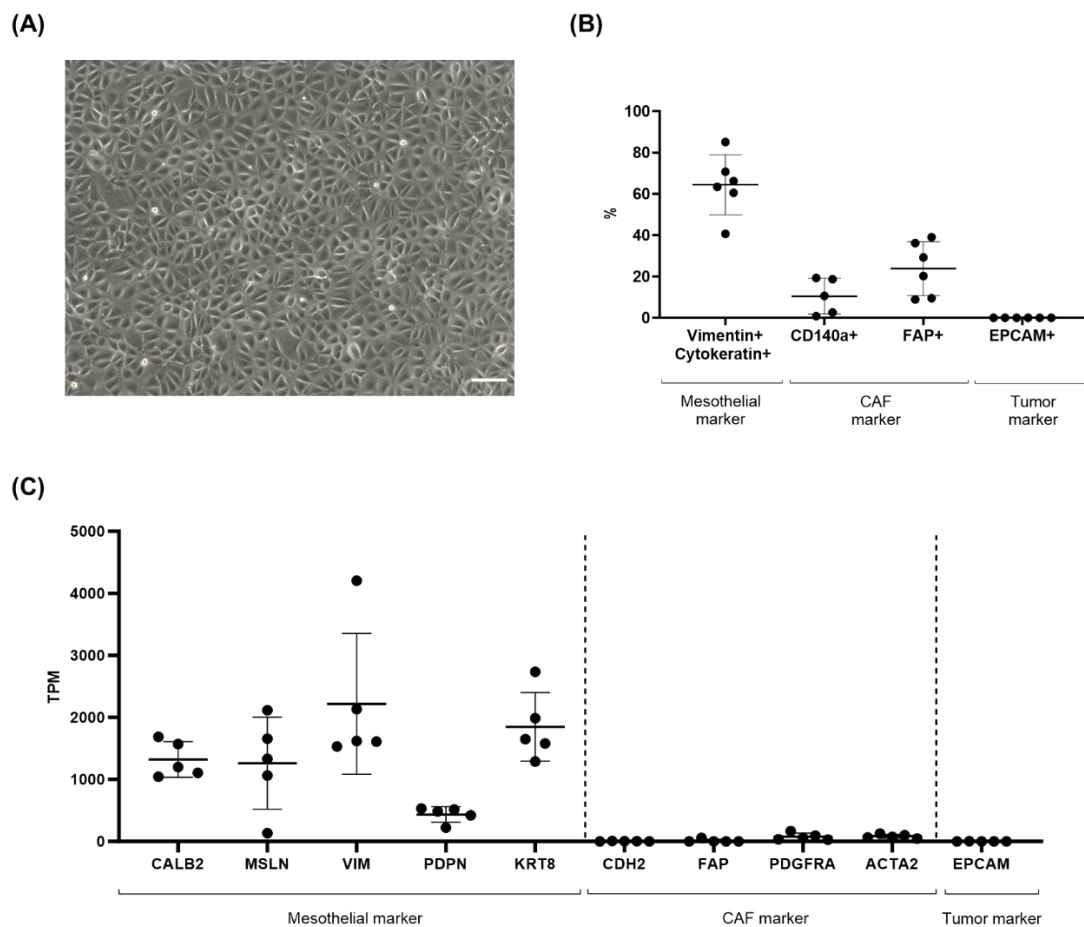 (A)
(B)
100
80
60
40
20
0
%
Vimentin+
Cytokeratin+
CD140a+
FAP+
EPCAM+
Mesothelial
marker
CAF
marker
Tumor
marker
(C)
5000
4000
3000
2000
1000
0
TPM
CALB2
MSLN
VIM
PDPN
KRT8
CDH2
FAP
PDGFRA
ACTA2
EPCAM
Mesothelial marker
CAF marker
Tumor marker